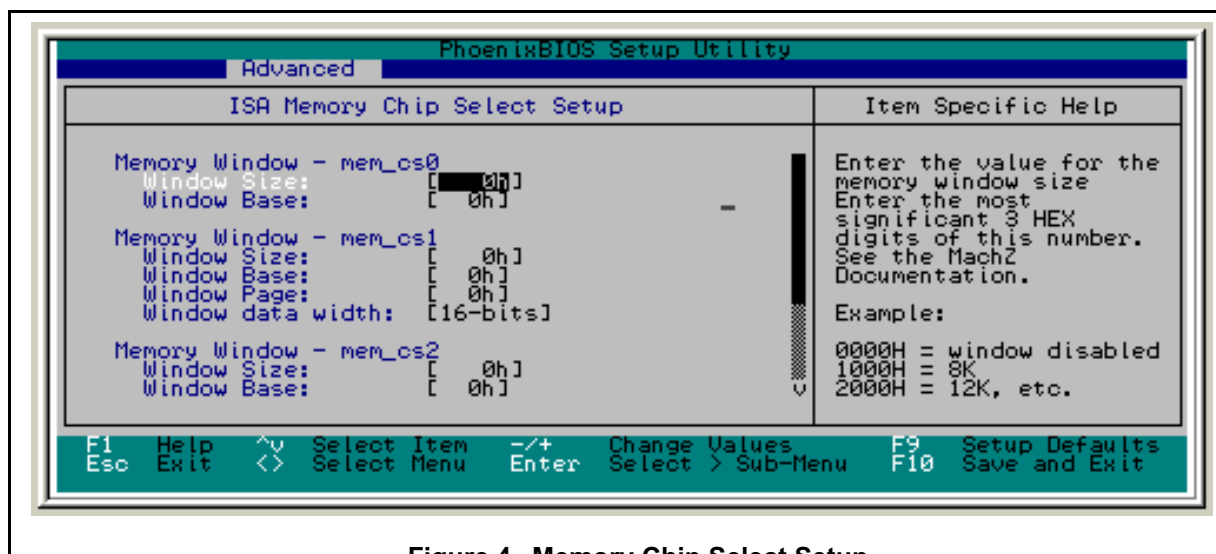 PhoenixBIOS Setup Utility
Advanced
ISA Memory Chip Select Setup
Item Specific Help
Memory Window - mem_cs0
Window Size: [ 0h]
Window Base: [ 0h]
Memory Window - mem_cs1
Window Size: [ 0h]
Window Base: [ 0h]
Window Page: [ 0h]
Window data width: [16-bits]
Memory Window - mem_cs2
Window Size: [ 0h]
Window Base: [ 0h]
Enter the value for the
memory window size
Enter the most
significant 3 HEX
digits of this number.
See the MachZ
Documentation.
Example:
0000H = window disabled
1000H = 8K
2000H = 12K, etc.
F1 Help ^v Select Item -/+ Change Values F9 Setup Defaults
Esc Exit <> Select Menu Enter Select > Sub-Menu F10 Save and Exit
Figure 4. Memory Chip Select Setup